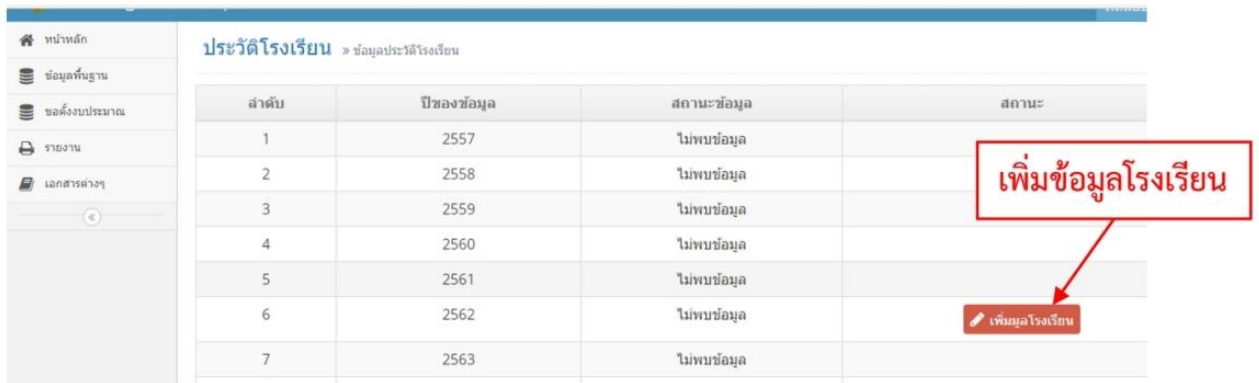 หน้าหลัก
ข้อมูลพื้นฐาน
ขอตั้งงบประมาณ
รายงาน
เอกสารต่างๆ
ประวัติโรงเรียน » ข้อมูลประวัติโรงเรียน
ลำดับ ปีของข้อมูล สถานะข้อมูล สถานะ
1 2557 ไม่พบข้อมูล
2 2558 ไม่พบข้อมูล
3 2559 ไม่พบข้อมูล
4 2560 ไม่พบข้อมูล
5 2561 ไม่พบข้อมูล
6 2562 ไม่พบข้อมูล เพิ่มมูลโรงเรียน
7 2563 ไม่พบข้อมูล
เพิ่มข้อมูลโรงเรียน